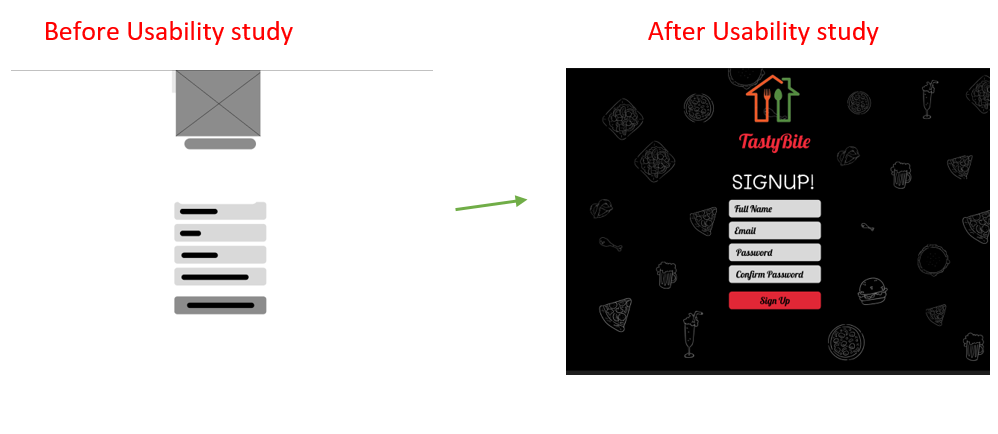 Before Usability study
After Usability study
TastyBite
SIGNUP!
Full Name
Email
Password
Confirm Password
Sign Up